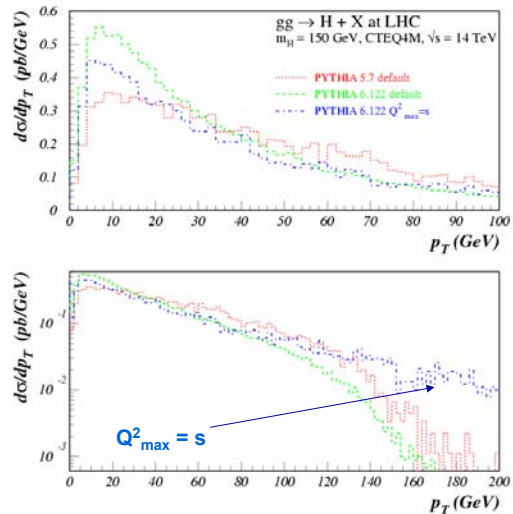 gg → H + X at LHC
m_H = 150 GeV, CTEQ4M, √s = 14 TeV
PYTHIA 5.7 default
PYTHIA 6.122 default
PYTHIA 6.122 Q²_max=s
dσ/dp_T (pb/GeV)
0.6
0.5
0.4
0.3
0.2
0.1
0
0 10 20 30 40 50 60 70 80 90 100
p_T (GeV)
dσ/dp_T (pb/GeV)
10⁻¹
10⁻²
10⁻³
Q²_max = s
0 20 40 60 80 100 120 140 160 180 200
p_T (GeV)